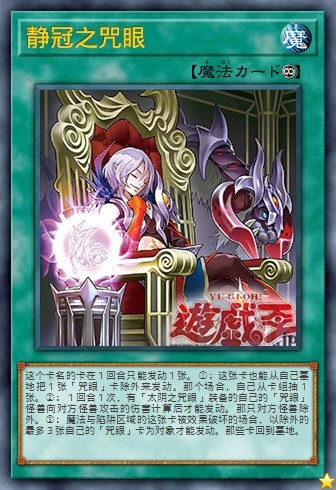 静冠之咒眼
魔
【魔法カード】
YU-GI-OH!
遊戯王
这个卡名的卡在1回合只能发动1张。①：这张卡也能从自己墓
地把1张「咒眼」卡除外来发动。那个场合，自己从卡组抽1
张。②：1回合1次，有「太阴之咒眼」装备的自己的「咒眼」
怪兽向对方怪兽攻击的伤害计算后才能发动。那只对方怪兽除
外。③：魔法与陷阱区域的这张卡被效果破坏的场合，以除外的
最多3张自己的「咒眼」卡为对象才能发动。那些卡回到墓地。